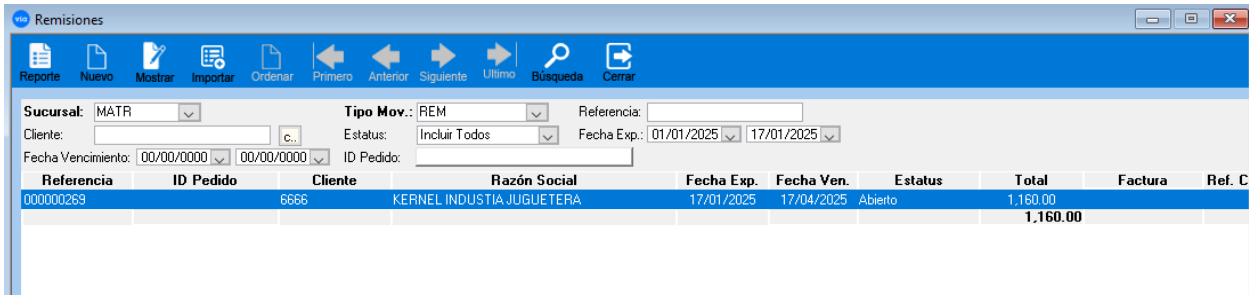 via Remisiones
Reporte Nuevo Mostrar Importar Ordenar Primero Anterior Siguiente Ultimo Búsqueda Cerrar
Sucursal: MATR Tipo Mov.: REM Referencia:
Cliente: c.. Estatus: Incluir Todos Fecha Exp.: 01/01/2025 17/01/2025
Fecha Vencimiento: 00/00/0000 00/00/0000 ID Pedido:
Referencia ID Pedido Cliente Razón Social Fecha Exp. Fecha Ven. Estatus Total Factura Ref. C
000000269 6666 KERNEL INDUSTIA JUGUETERA 17/01/2025 17/04/2025 Abierto 1,160.00
1,160.00